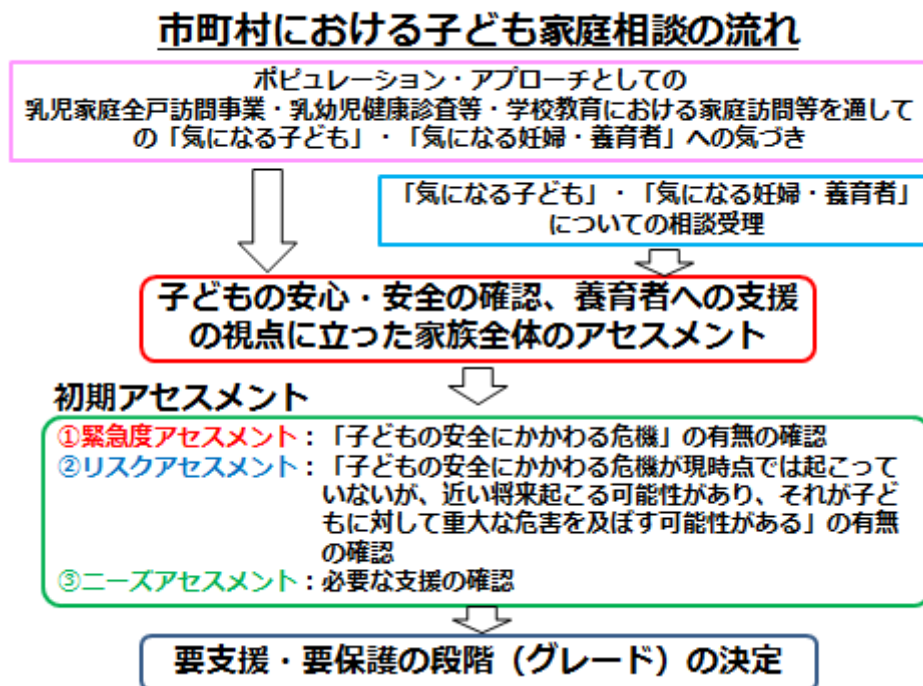 市町村における子ども家庭相談の流れ
ポピュレーション・アプローチとしての
乳児家庭全戸訪問事業・乳幼児健康診査等・学校教育における家庭訪問等を通して
の「気になる子ども」・「気になる妊婦・養育者」への気づき
「気になる子ども」・「気になる妊婦・養育者」
についての相談受理
子どもの安心・安全の確認、養育者への支援
の視点に立った家族全体のアセスメント
初期アセスメント
①緊急度アセスメント：「子どもの安全にかかわる危機」の有無の確認
②リスクアセスメント：「子どもの安全にかかわる危機が現時点では起こって
いないが、近い将来起こる可能性があり、それが子ど
もに対して重大な危害を及ぼす可能性がある」の有無
の確認
③ニーズアセスメント：必要な支援の確認
要支援・要保護の段階（グレード）の決定